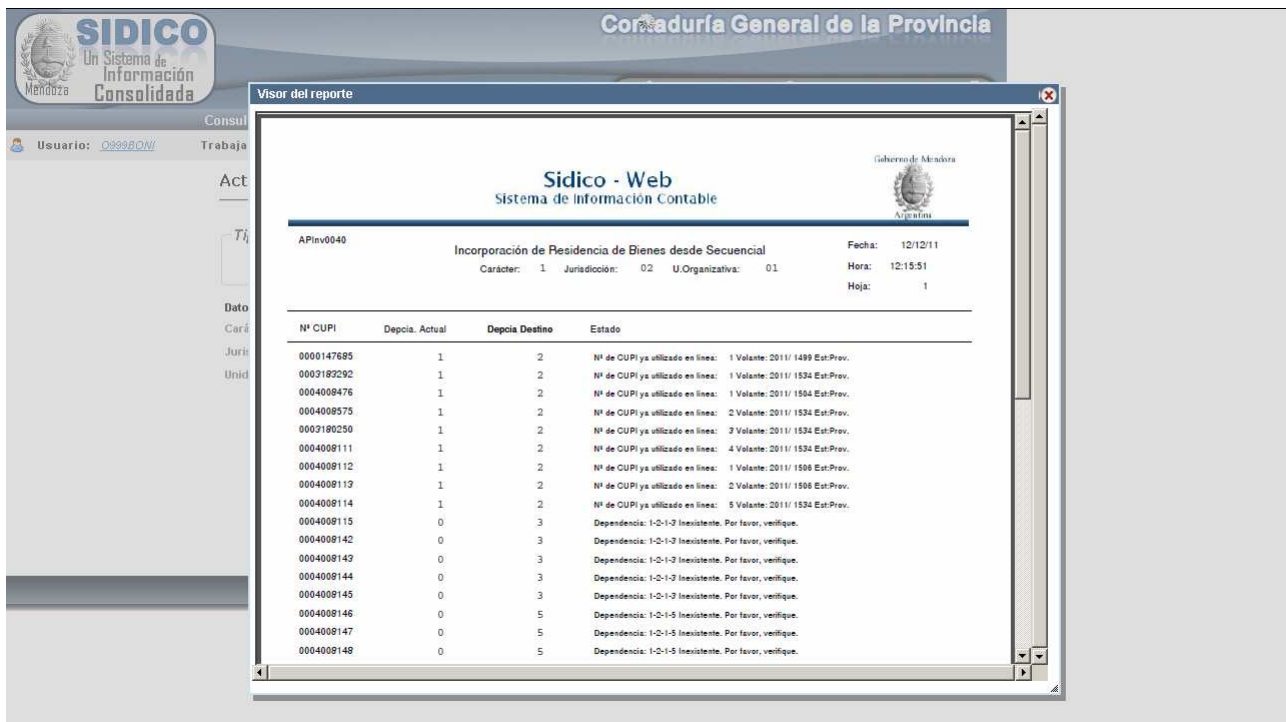 SIDICO
Un Sistema de
Información
Consolidada
Mendoza
General de la Provincia
Consul
Usuario: O999BONI Trabaja
Act
Dato
Cará
Juris
Unid
Visor del reporte
Gobierno de Mendoza
Argentina
Sidico - Web
Sistema de Información Contable
APInv0040
Incorporación de Residencia de Bienes desde Secuencial
Carácter: 1 Jurisdicción: 02 U.Organizativa: 01
Fecha: 12/12/11
Hora: 12:15:51
Hoja: 1
Nº CUPI Depcia. Actual Depcia Destino Estado
0000147685 1 2 Nº de CUPI ya utilizado en linea: 1 Volante: 2011/ 1499 Est:Prov.
0003183292 1 2 Nº de CUPI ya utilizado en linea: 1 Volante: 2011/ 1534 Est:Prov.
0004008476 1 2 Nº de CUPI ya utilizado en linea: 1 Volante: 2011/ 1504 Est:Prov.
0004008575 1 2 Nº de CUPI ya utilizado en linea: 2 Volante: 2011/ 1534 Est:Prov.
0003180250 1 2 Nº de CUPI ya utilizado en linea: 3 Volante: 2011/ 1534 Est:Prov.
0004008111 1 2 Nº de CUPI ya utilizado en linea: 4 Volante: 2011/ 1534 Est:Prov.
0004008112 1 2 Nº de CUPI ya utilizado en linea: 1 Volante: 2011/ 1506 Est:Prov.
0004008113 1 2 Nº de CUPI ya utilizado en linea: 2 Volante: 2011/ 1506 Est:Prov.
0004008114 1 2 Nº de CUPI ya utilizado en linea: 5 Volante: 2011/ 1534 Est:Prov.
0004008115 0 3 Dependencia: 1-2-1-3 Inexistente. Por favor, verifique.
0004008142 0 3 Dependencia: 1-2-1-3 Inexistente. Por favor, verifique.
0004008143 0 3 Dependencia: 1-2-1-3 Inexistente. Por favor, verifique.
0004008144 0 3 Dependencia: 1-2-1-3 Inexistente. Por favor, verifique.
0004008145 0 3 Dependencia: 1-2-1-3 Inexistente. Por favor, verifique.
0004008146 0 5 Dependencia: 1-2-1-5 Inexistente. Por favor, verifique.
0004008147 0 5 Dependencia: 1-2-1-5 Inexistente. Por favor, verifique.
0004008148 0 5 Dependencia: 1-2-1-5 Inexistente. Por favor, verifique.